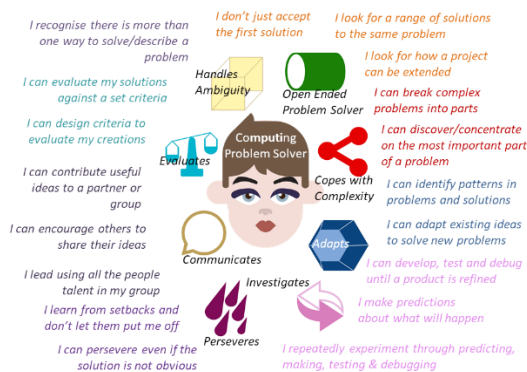 I recognise there is more than
one way to solve/describe a
problem
I don't just accept
the first solution
I look for a range of solutions
to the same problem
I look for how a project
can be extended
Handles
Ambiguity
Open Ended
Problem Solver
I can evaluate my solutions
against a set criteria
I can break complex
problems into parts
I can design criteria to
evaluate my creations
Evaluates
Computing
Problem Solver
I can discover/concentrate
on the most important part
of a problem
Copes with
Complexity
I can contribute useful
ideas to a partner or
group
I can identify patterns in
problems and solutions
I can encourage others to
share their ideas
Communicates
Adapts
I can adapt existing ideas
to solve new problems
I lead using all the people
talent in my group
Investigates
I can develop, test and debug
until a product is refined
I learn from setbacks and
don't let them put me off
Perseveres
I make predictions
about what will happen
I can persevere even if the
solution is not obvious
I repeatedly experiment through predicting,
making, testing & debugging